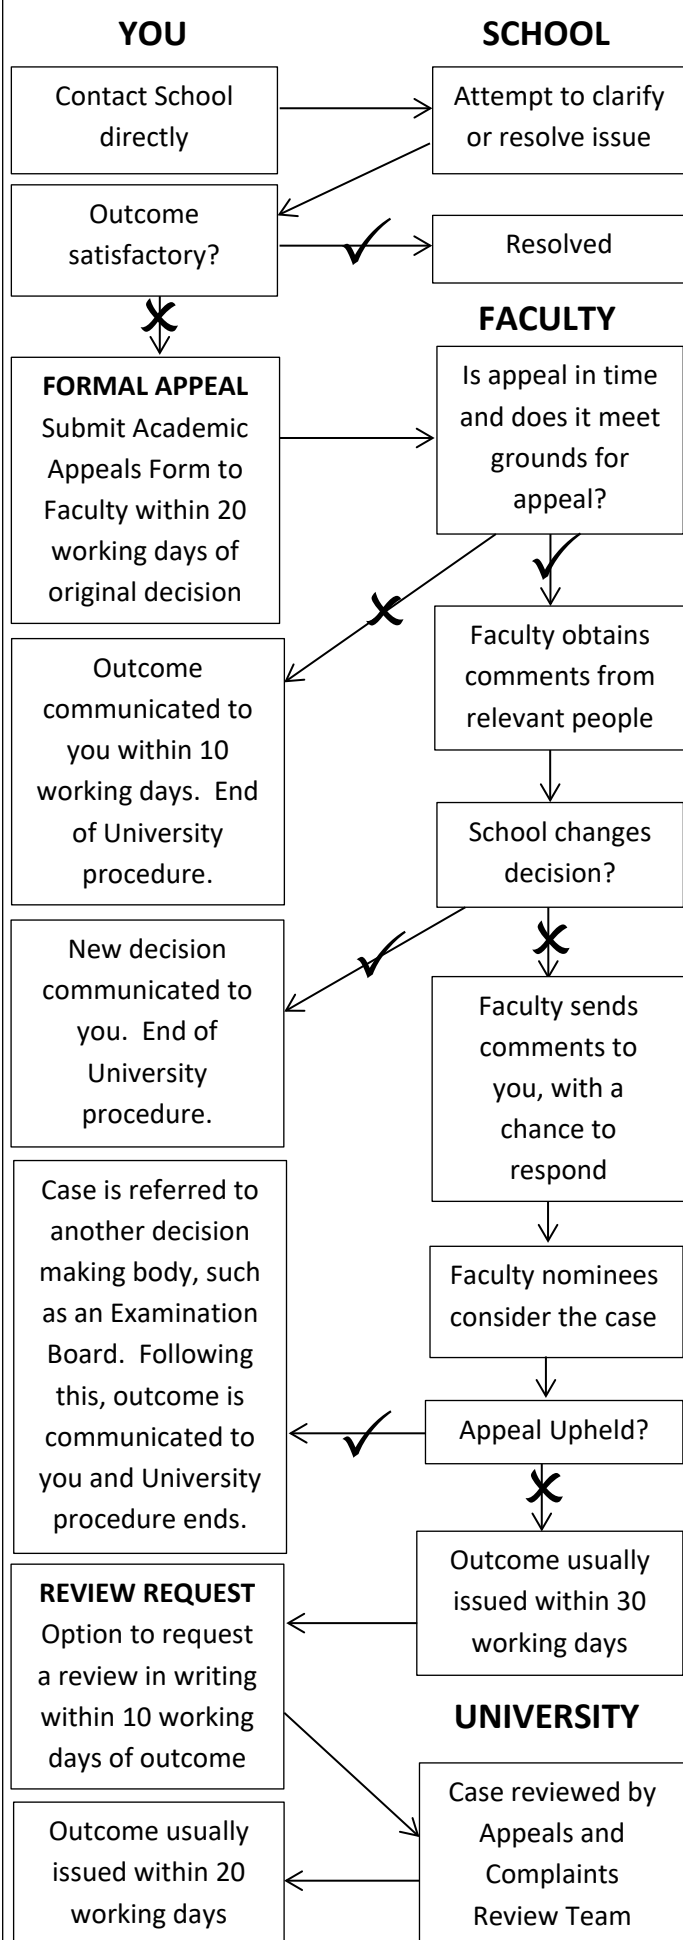 YOU
SCHOOL
Contact School
directly
Attempt to clarify
or resolve issue
Outcome
satisfactory?
Resolved
FACULTY
FORMAL APPEAL
Submit Academic
Appeals Form to
Faculty within 20
working days of
original decision
Is appeal in time
and does it meet
grounds for
appeal?
Outcome
communicated to
you within 10
working days.  End
of University
procedure.
Faculty obtains
comments from
relevant people
School changes
decision?
New decision
communicated to
you.  End of
University
procedure.
Faculty sends
comments to
you, with a
chance to
respond
Case is referred to
another decision
making body, such
as an Examination
Board.  Following
this, outcome is
communicated to
you and University
procedure ends.
Faculty nominees
consider the case
Appeal Upheld?
Outcome usually
issued within 30
working days
REVIEW REQUEST
Option to request
a review in writing
within 10 working
days of outcome
UNIVERSITY
Case reviewed by
Appeals and
Complaints
Review Team
Outcome usually
issued within 20
working days